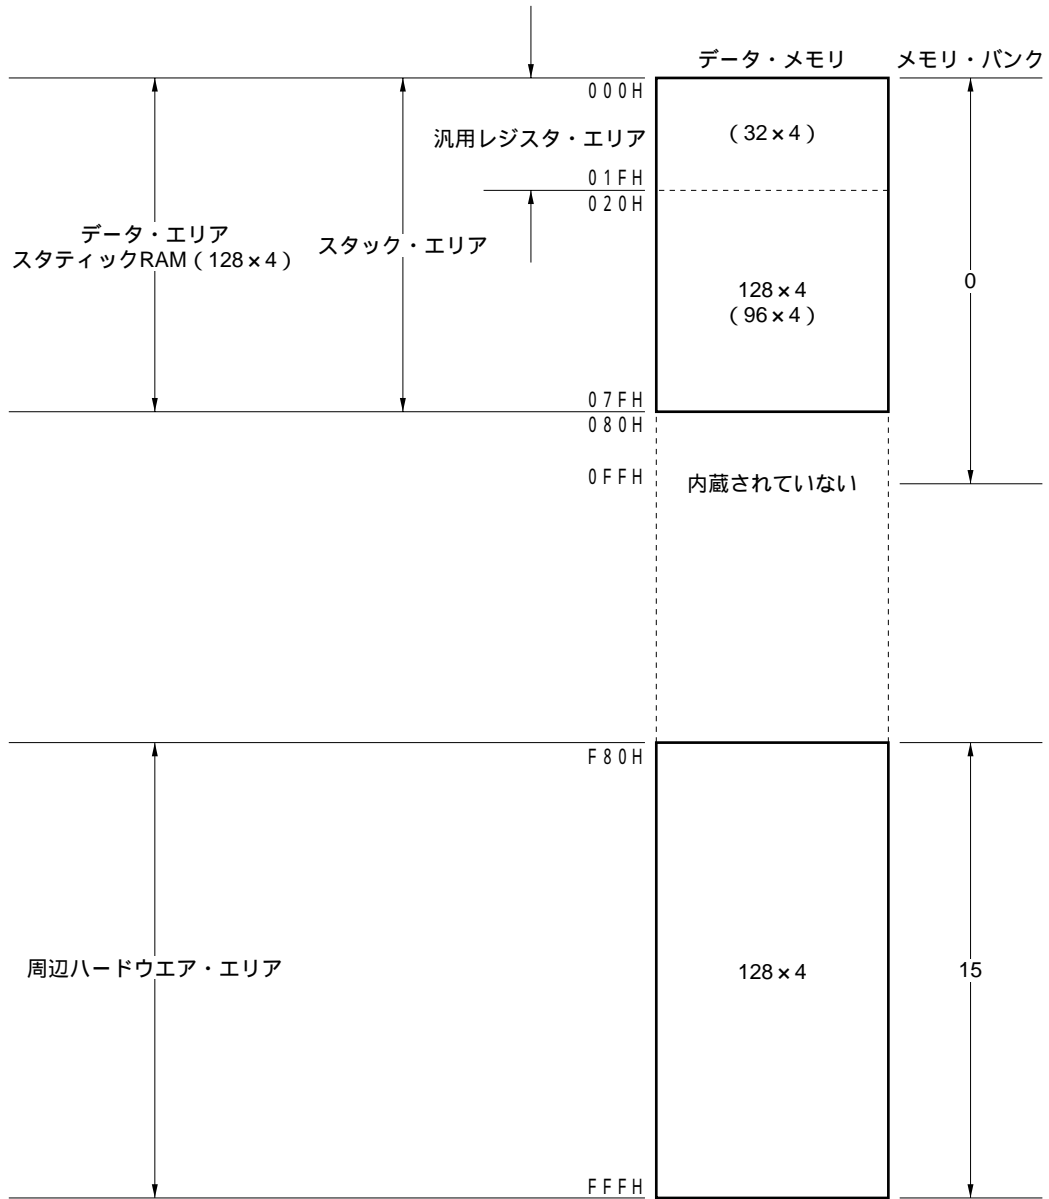 データ・メモリ
メモリ・バンク
000H
汎用レジスタ・エリア
(32×4)
01FH
020H
データ・エリア
スタティックRAM(128×4)
スタック・エリア
128×4
(96×4)
0
07FH
080H
0FFH
内蔵されていない
F80H
周辺ハードウエア・エリア
128×4
15
FFFH